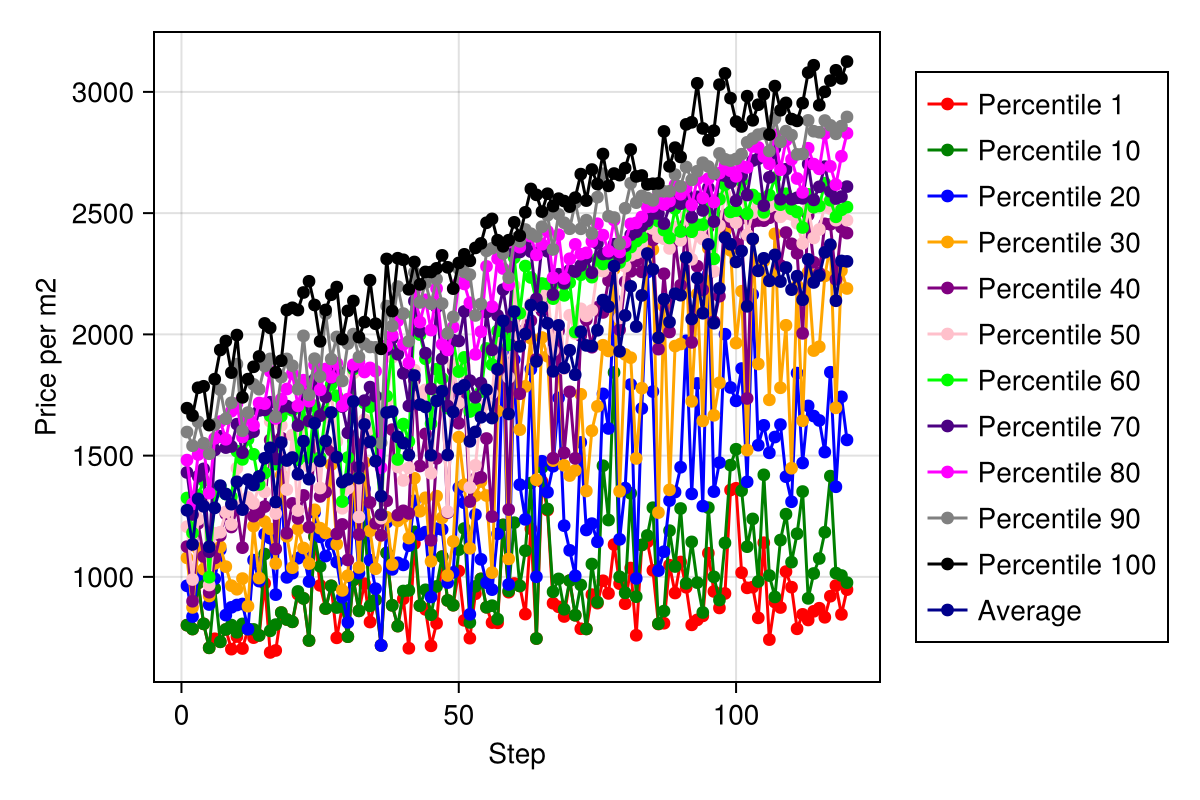 3000
2500
2000
1500
1000
Price per m2
0
50
100
Step
Percentile 1
Percentile 10
Percentile 20
Percentile 30
Percentile 40
Percentile 50
Percentile 60
Percentile 70
Percentile 80
Percentile 90
Percentile 100
Average